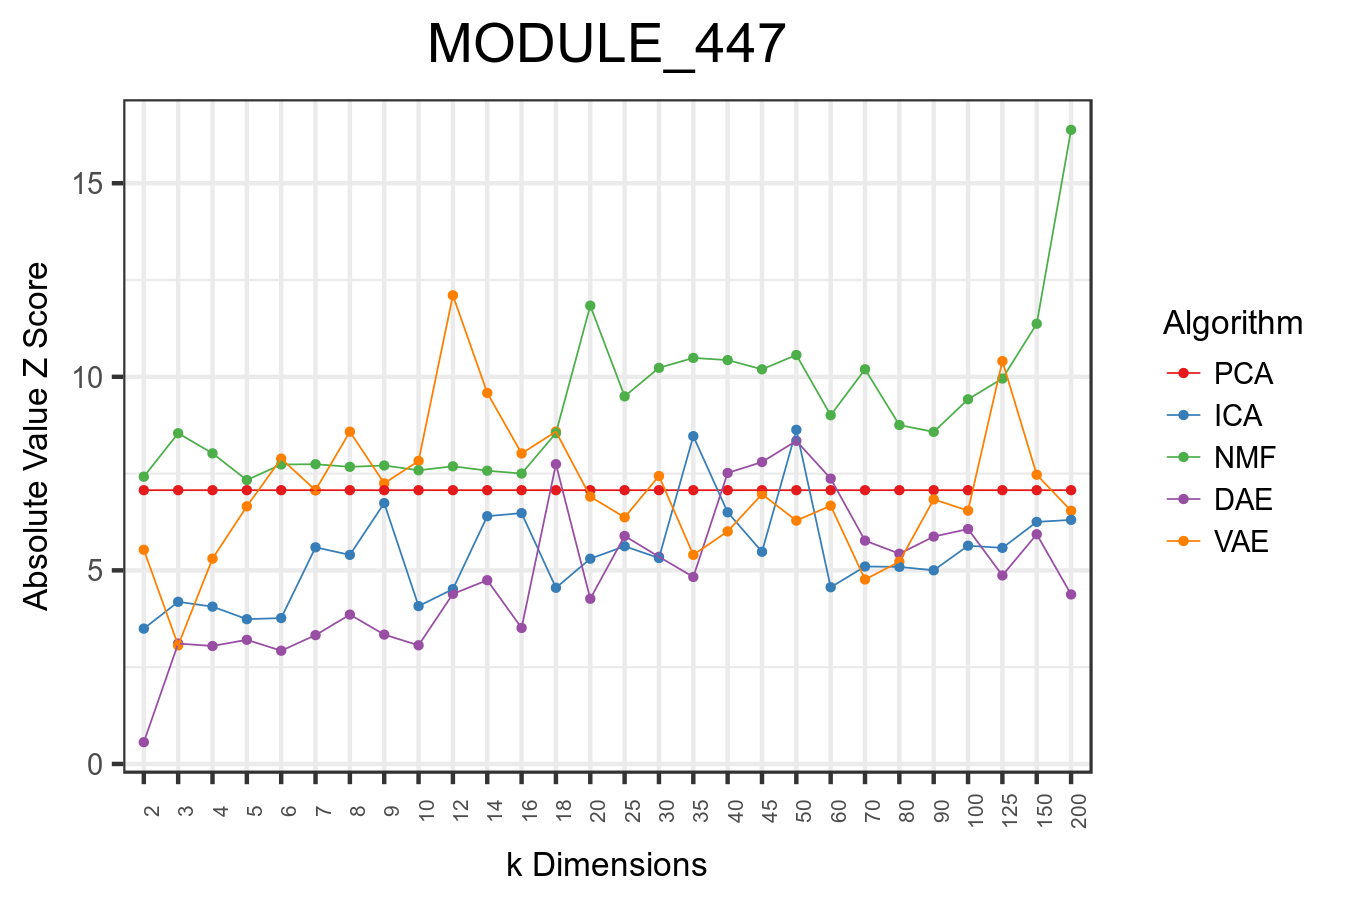 MODULE_447
Absolute Value Z Score
15
10
5
0
2 3 4 5 6 7 8 9 10 12 14 16 18 20 25 30 35 40 45 50 60 70 80 90 100 125 150 200
k Dimensions
Algorithm
PCA
ICA
NMF
DAE
VAE